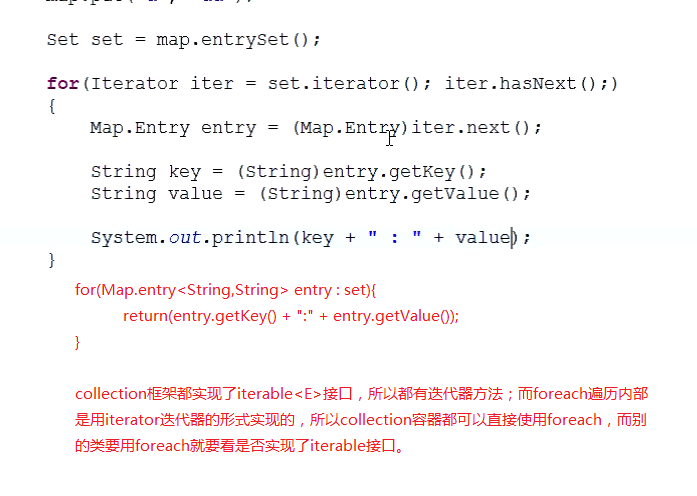 Set set = map.entrySet();
for(Iterator iter = set.iterator(); iter.hasNext();)
{
Map.Entry entry = (Map.Entry)iter.next();
String key = (String)entry.getKey();
String value = (String)entry.getValue();
System.out.println(key + " : " + value);
}
for(Map.entry<String,String> entry : set){
return(entry.getKey() + ":" + entry.getValue());
}
collection框架都实现了iterable<E>接口，所以都有迭代器方法；而foreach遍历内部
是用iterator迭代器的形式实现的，所以collection容器都可以直接使用foreach，而别
的类要用foreach就要看是否实现了iterable接口。